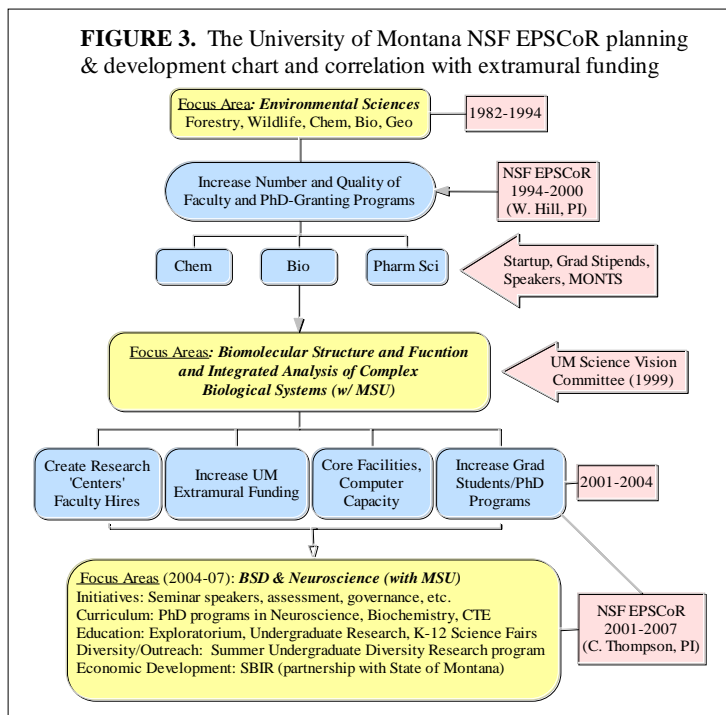 FIGURE 3. The University of Montana NSF EPSCoR planning
& development chart and correlation with extramural funding
Focus Area: Environmental Sciences
Forestry, Wildlife, Chem, Bio, Geo
1982-1994
Increase Number and Quality of
Faculty and PhD-Granting Programs
NSF EPSCoR
1994-2000
(W. Hill, PI)
Chem
Bio
Pharm Sci
Startup, Grad Stipends,
Speakers, MONTS
Focus Areas: Biomolecular Structure and Fucntion
and Integrated Analysis of Complex
Biological Systems (w/ MSU)
UM Science Vision
Committee (1999)
Create Research
'Centers'
Faculty Hires
Increase UM
Extramural Funding
Core Facilities,
Computer
Capacity
Increase Grad
Students/PhD
Programs
2001-2004
Focus Areas (2004-07): BSD & Neuroscience (with MSU)
Initiatives: Seminar speakers, assessment, governance, etc.
Curriculum: PhD programs in Neuroscience, Biochemistry, CTE
Education: Exploratorium, Undergraduate Research, K-12 Science Fairs
Diversity/Outreach: Summer Undergraduate Diversity Research program
Economic Development: SBIR (partnership with State of Montana)
NSF EPSCoR
2001-2007
(C. Thompson, PI)